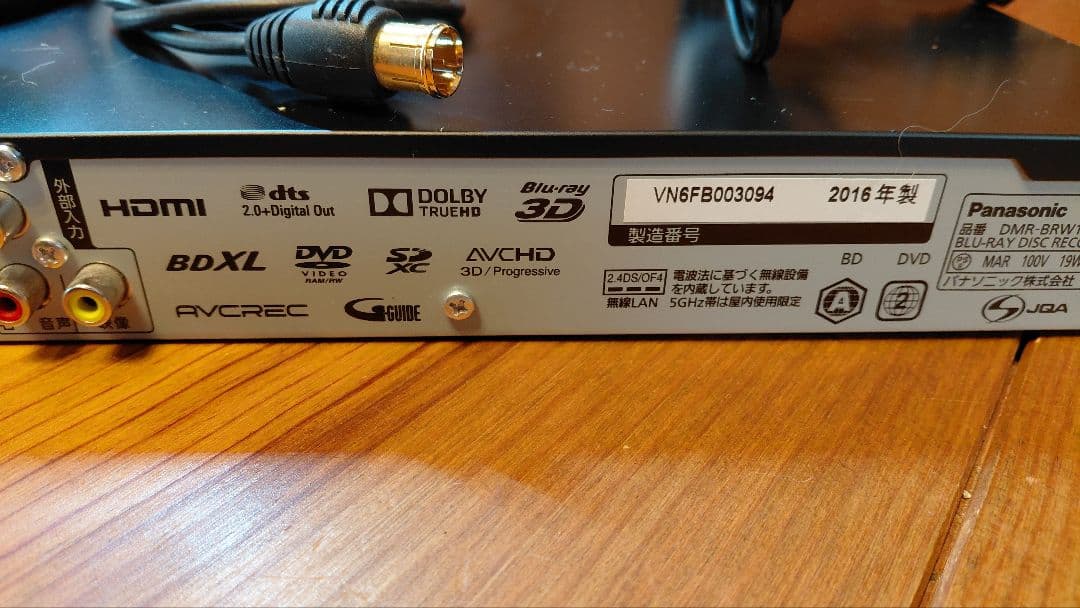 外部入力
音声
映像
HDMI
dts
2.0+Digital Out
DOLBY
TRUEHD
Blu-ray
3D
BDXL
DVD
VIDEO
RAM/RW
SD
XC
AVCHD
3D/Progressive
AVCREC
G-GUIDE
VN6FB003094 2016年製
製造番号
2.4DS/OF4
無線LAN
電波法に基づく無線設備
を内蔵しています。
5GHz帯は屋内使用限定
BD DVD
A 2
Panasonic
品番 DMR-BRW1
BLU-RAY DISC RECO
MAR 100V 19W
パナソニック株式会社
JQA